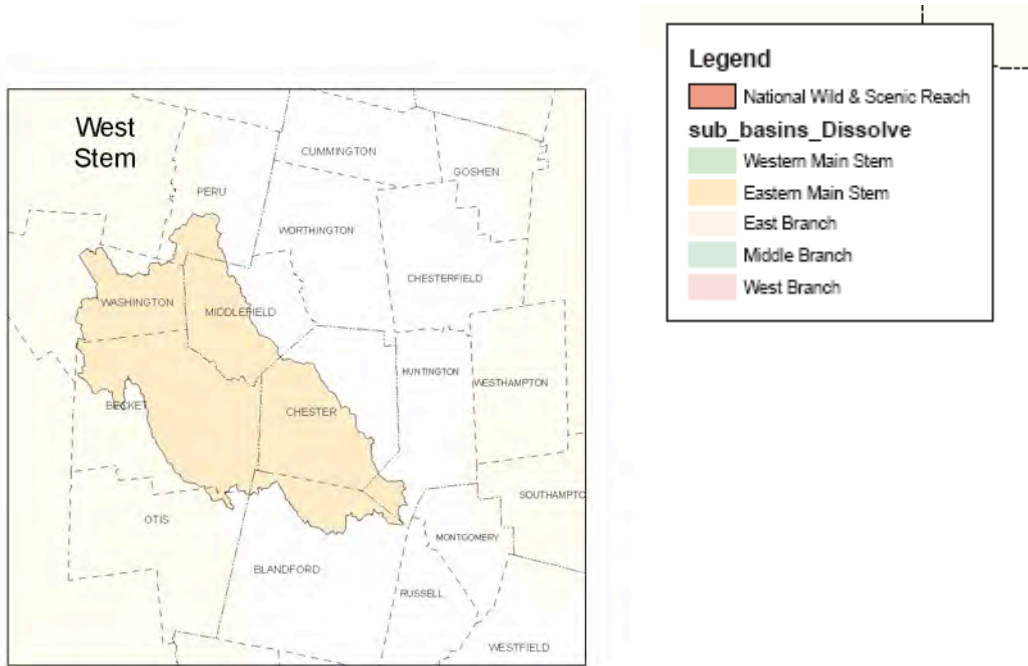 West
Stem
CUMMINGTON
GOSHEN
PERU
WORTHINGTON
CHESTERFIELD
WASHINGTON
MIDDLEFIELD
HUNTINGTON
WESTHAMPTON
BECKET
CHESTER
SOUTHAMPTO
OTIS
MONTGOMERY
BLANDFORD
RUSSELL
WESTFIELD
Legend
National Wild & Scenic Reach
sub_basins_Dissolve
Western Main Stem
Eastern Main Stem
East Branch
Middle Branch
West Branch